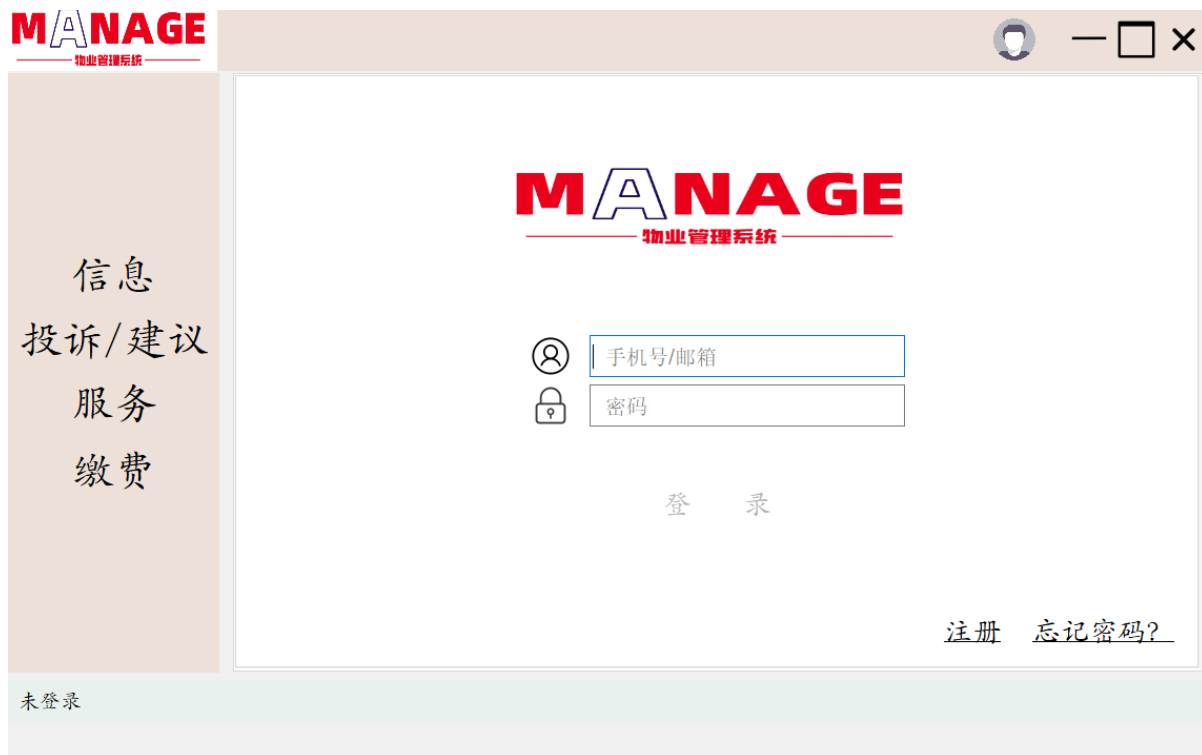 MANAGE
物业管理系统
信息
投诉/建议
服务
缴费
MANAGE
物业管理系统
手机号/邮箱
密码
登 录
注册 忘记密码?
未登录